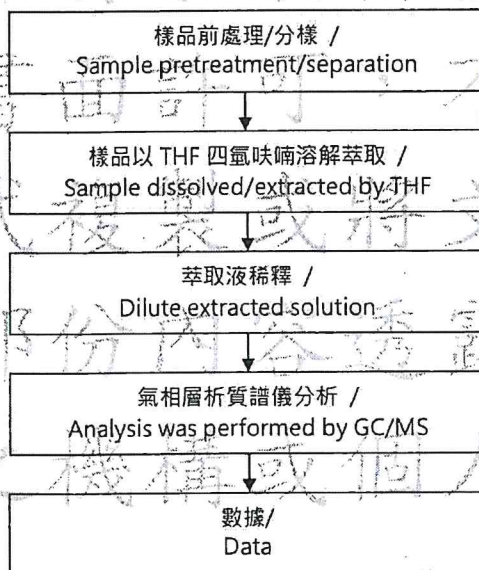 樣品前處理/分樣 /
Sample pretreatment/separation
樣品以 THF 四氫呋喃溶解萃取 /
Sample dissolved/extracted by THF
萃取液稀釋 /
Dilute extracted solution
氣相層析質譜儀分析 /
Analysis was performed by GC/MS
數據/
Data